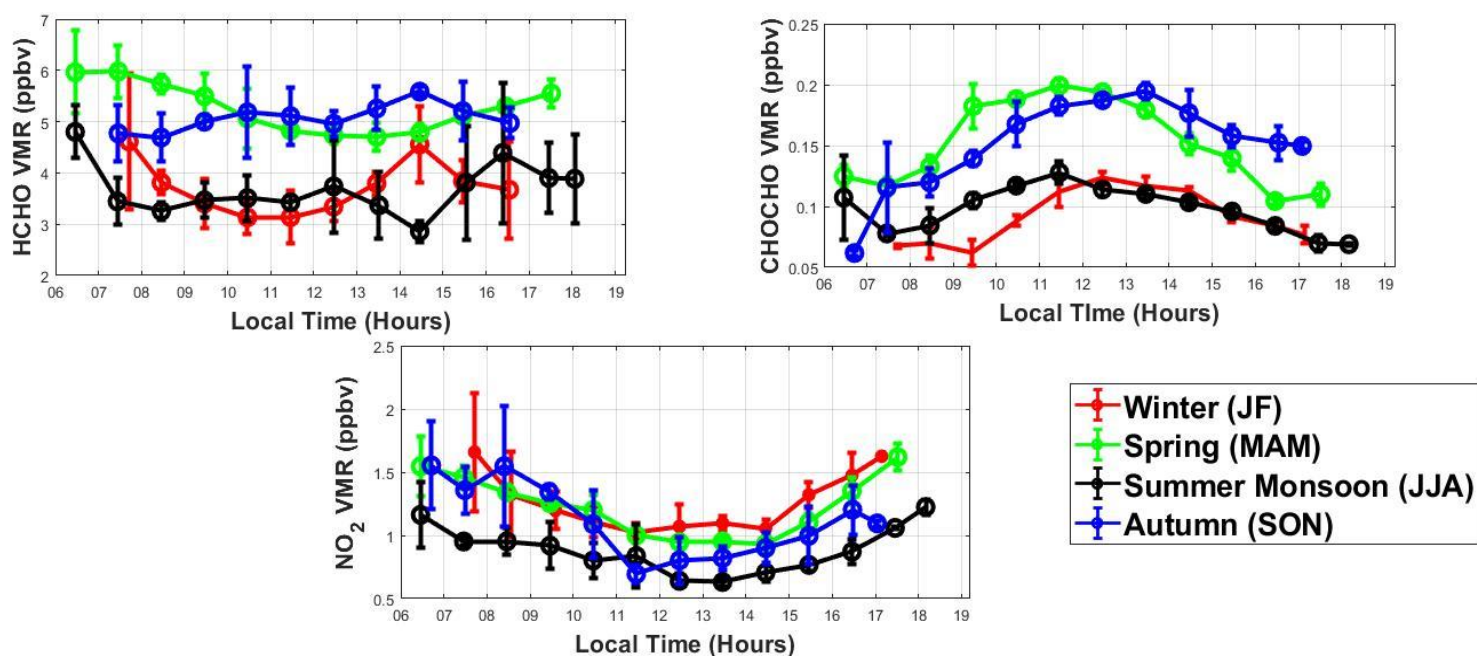 7
6
5
4
3
2
HCHO VMR (ppbv)
06 07 08 09 10 11 12 13 14 15 16 17 18 19
Local Time (Hours)
0.25
0.2
0.15
0.1
0.05
CHOCHO VMR (ppbv)
06 07 08 09 10 11 12 13 14 15 16 17 18 19
Local TIme (Hours)
2.5
2
1.5
1
0.5
NO2 VMR (ppbv)
06 07 08 09 10 11 12 13 14 15 16 17 18 19
Local Time (Hours)
Winter (JF)
Spring (MAM)
Summer Monsoon (JJA)
Autumn (SON)